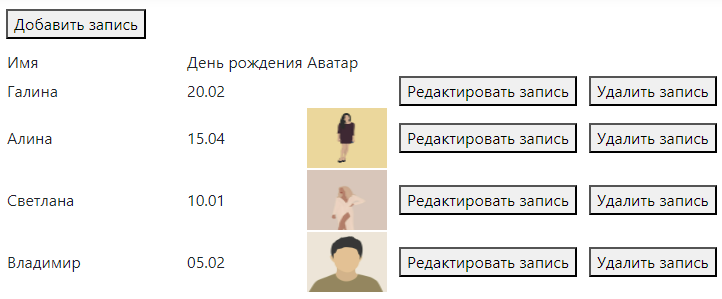 Добавить запись
Имя День рождения Аватар
Галина 20.02 Редактировать запись Удалить запись
Алина 15.04 Редактировать запись Удалить запись
Светлана 10.01 Редактировать запись Удалить запись
Владимир 05.02 Редактировать запись Удалить запись